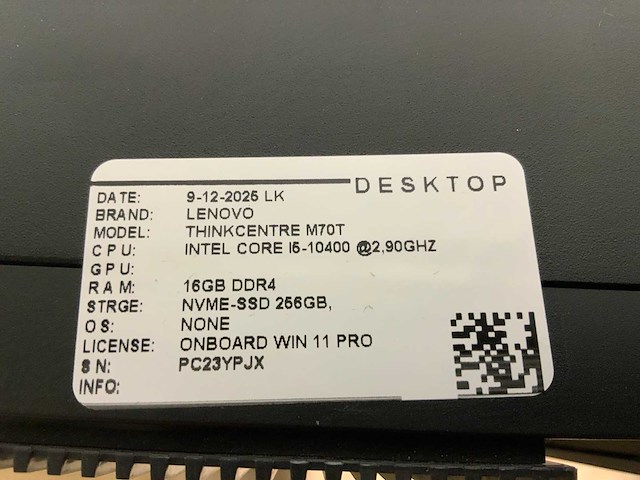 DESKTOP
DATE: 9-12-2025 LK
BRAND: LENOVO
MODEL: THINKCENTRE M70T
CPU: INTEL CORE I5-10400 @2,90GHZ
GPU:
RAM: 16GB DDR4
STRGE: NVME-SSD 256GB,
OS: NONE
LICENSE: ONBOARD WIN 11 PRO
SN: PC23YPJX
INFO: